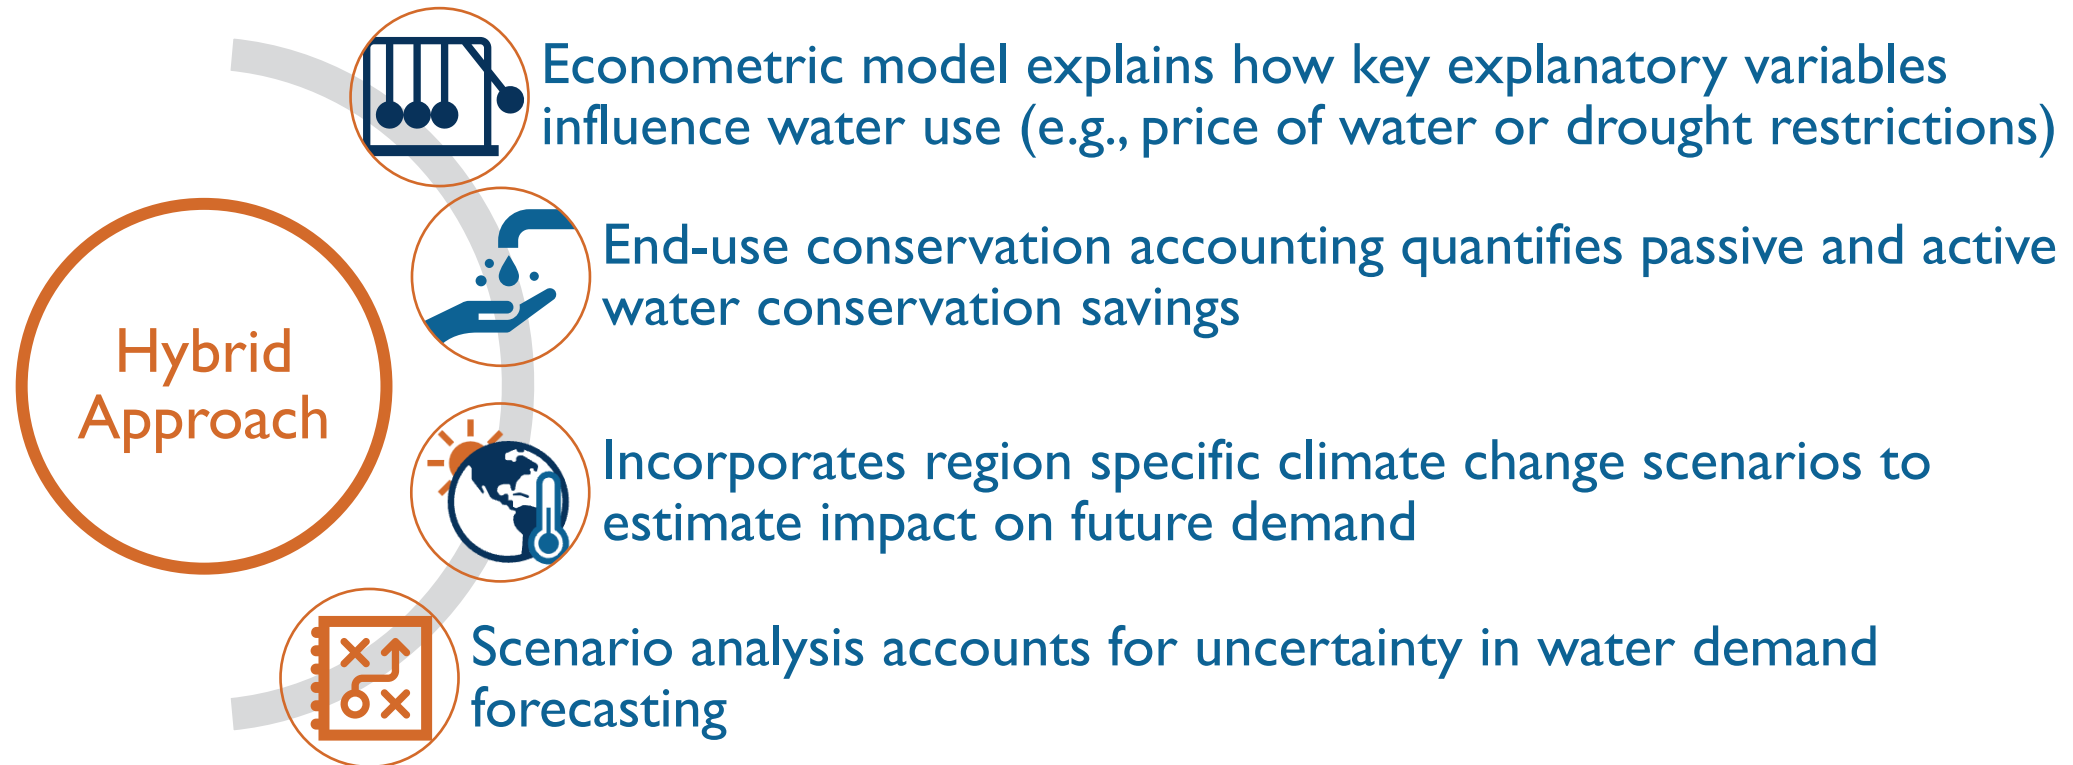 Hybrid
Approach
Econometric model explains how key explanatory variables
influence water use (e.g., price of water or drought restrictions)
End-use conservation accounting quantifies passive and active
water conservation savings
Incorporates region specific climate change scenarios to
estimate impact on future demand
Scenario analysis accounts for uncertainty in water demand
forecasting